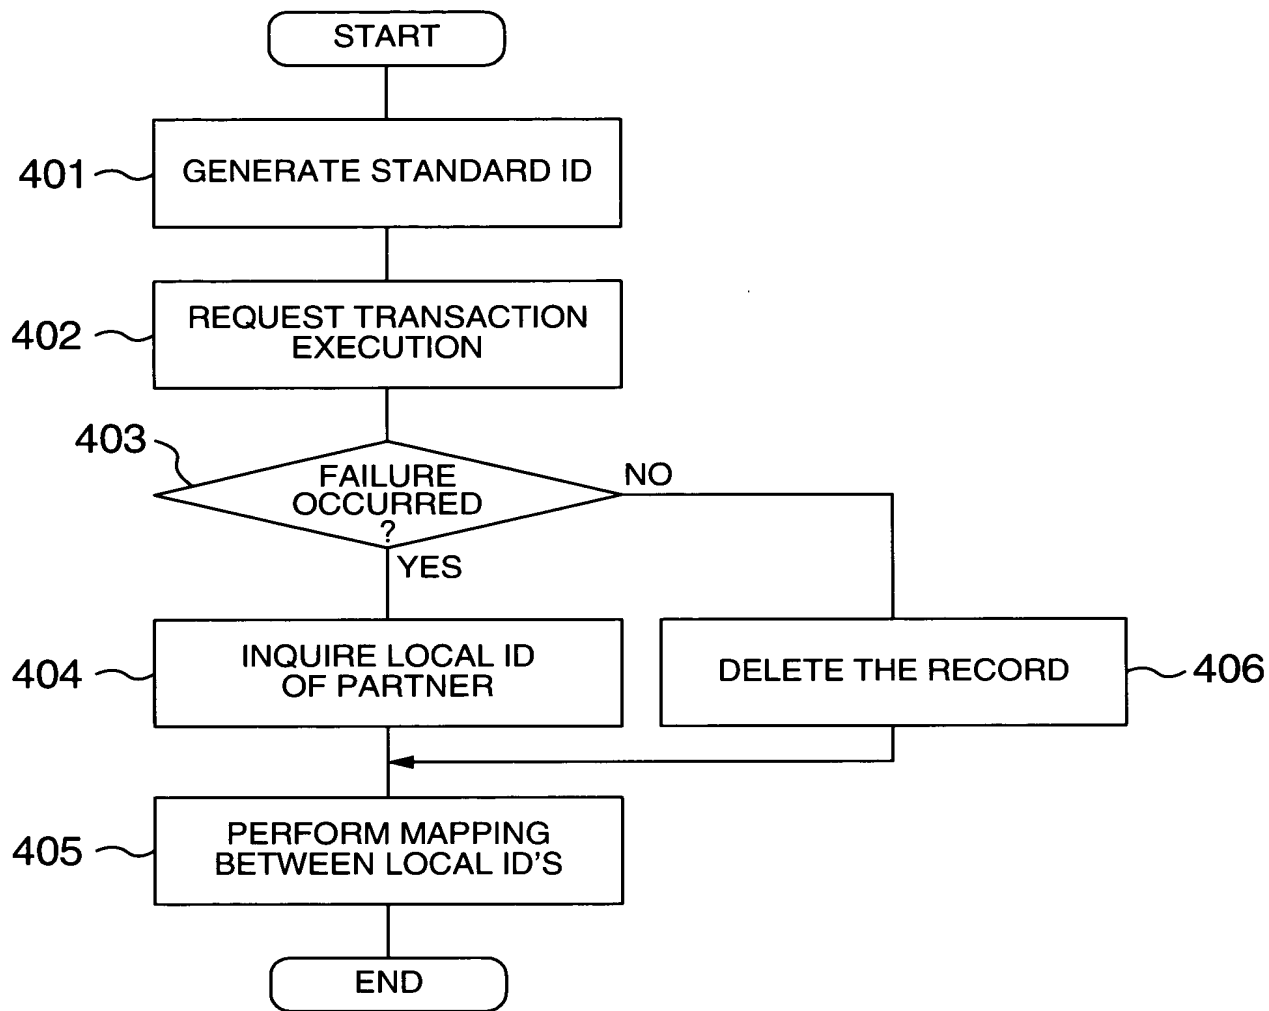 START
401
GENERATE STANDARD ID
402
REQUEST TRANSACTION
EXECUTION
403
FAILURE
OCCURRED
?
NO
YES
404
INQUIRE LOCAL ID
OF PARTNER
DELETE THE RECORD
406
405
PERFORM MAPPING
BETWEEN LOCAL ID'S
END